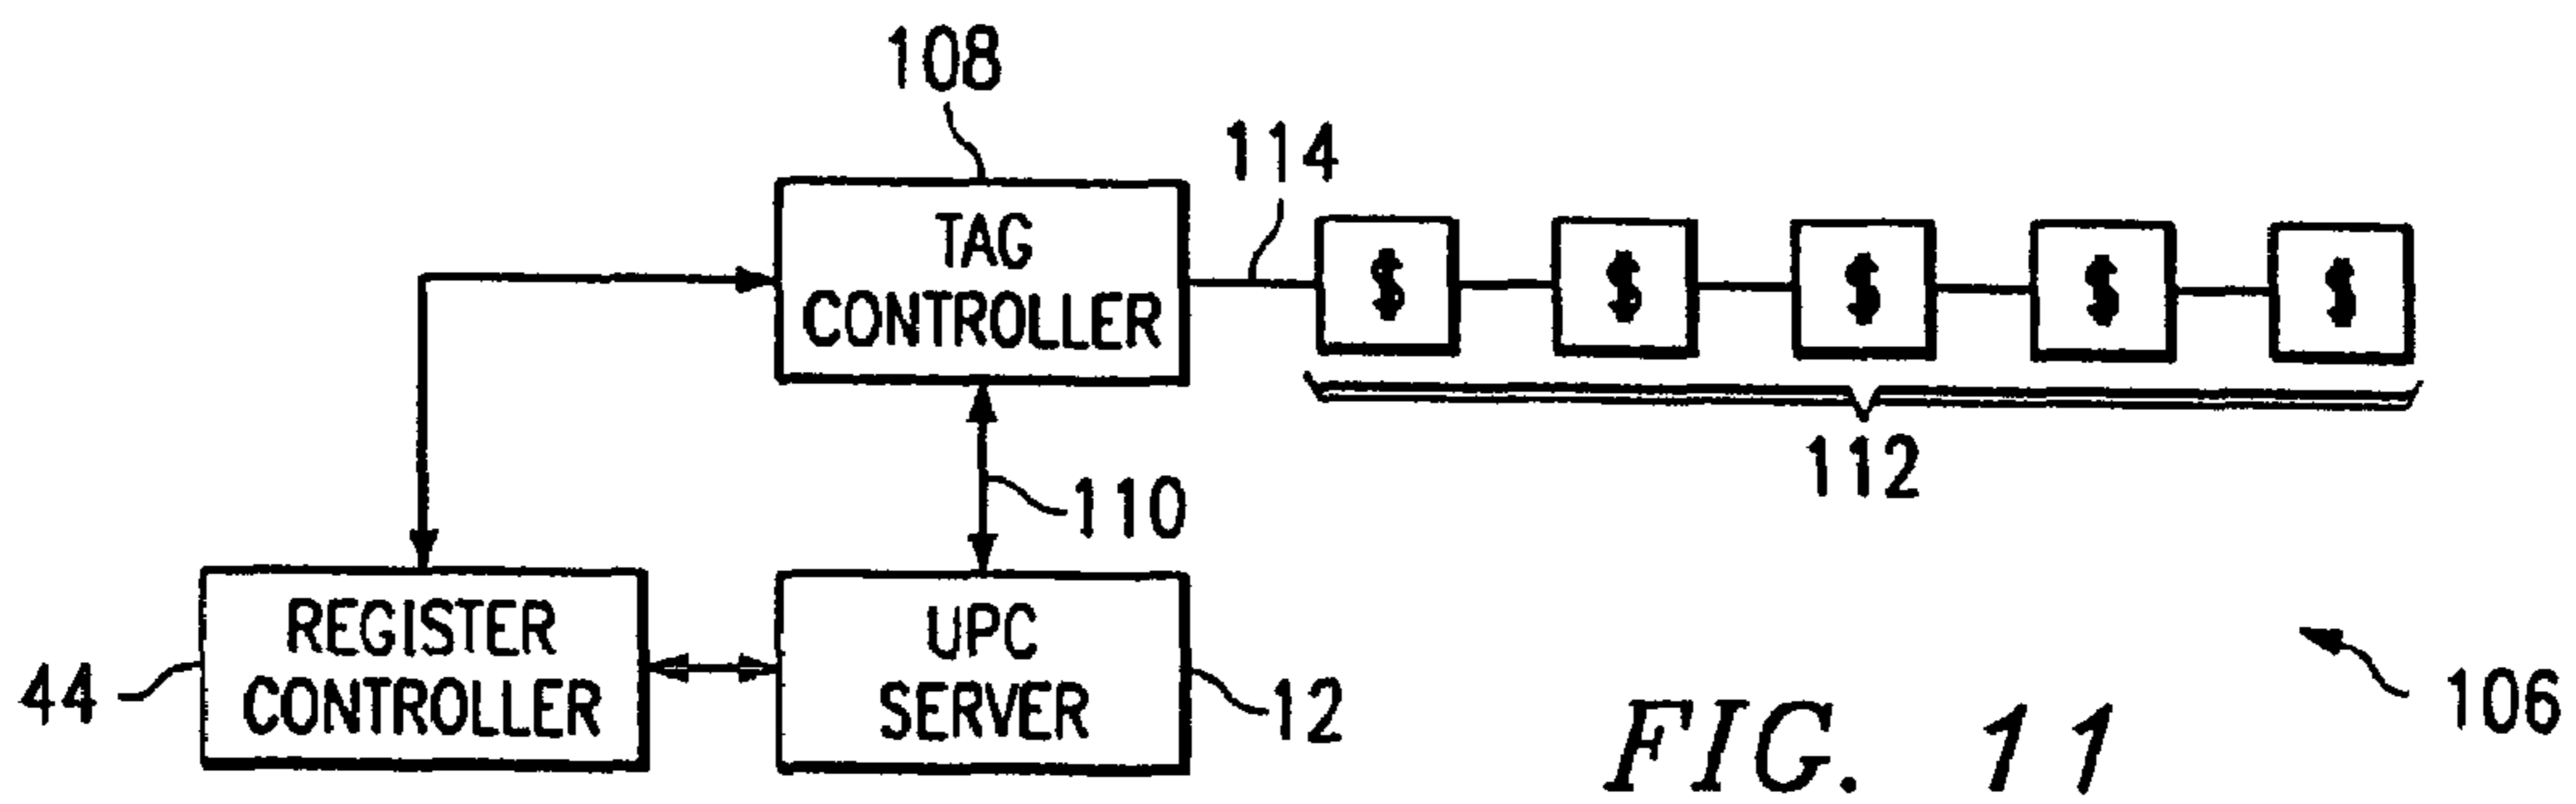 108
114
TAG
CONTROLLER
$ $ $ $ $
112
110
REGISTER
CONTROLLER
UPC
SERVER
44
12
106
FIG. 11